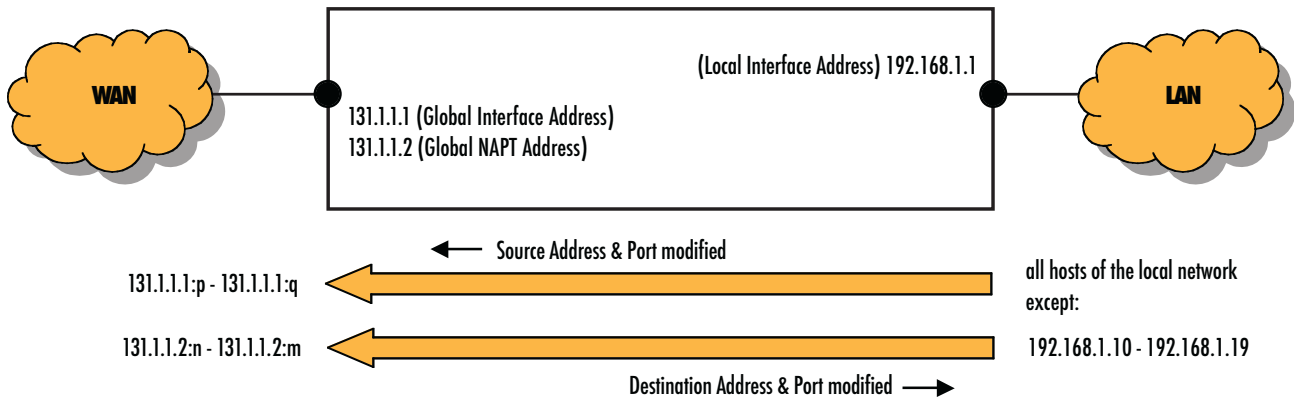 WAN
(Local Interface Address) 192.168.1.1
LAN
131.1.1.1 (Global Interface Address)
131.1.1.2 (Global NAPT Address)
Source Address & Port modified
131.1.1.1:p - 131.1.1.1:q
all hosts of the local network
except:
131.1.1.2:n - 131.1.1.2:m
192.168.1.10 - 192.168.1.19
Destination Address & Port modified